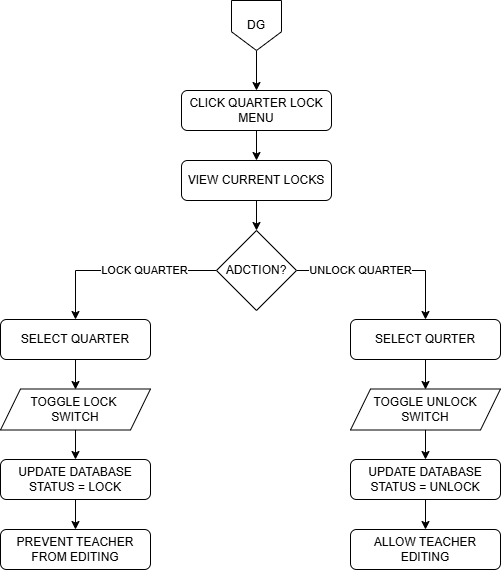 DG
CLICK QUARTER LOCK
MENU
VIEW CURRENT LOCKS
ADCTION?
LOCK QUARTER
UNLOCK QUARTER
SELECT QUARTER
TOGGLE LOCK
SWITCH
UPDATE DATABASE
STATUS = LOCK
PREVENT TEACHER
FROM EDITING
SELECT QURTER
TOGGLE UNLOCK
SWITCH
UPDATE DATABASE
STATUS = UNLOCK
ALLOW TEACHER
EDITING